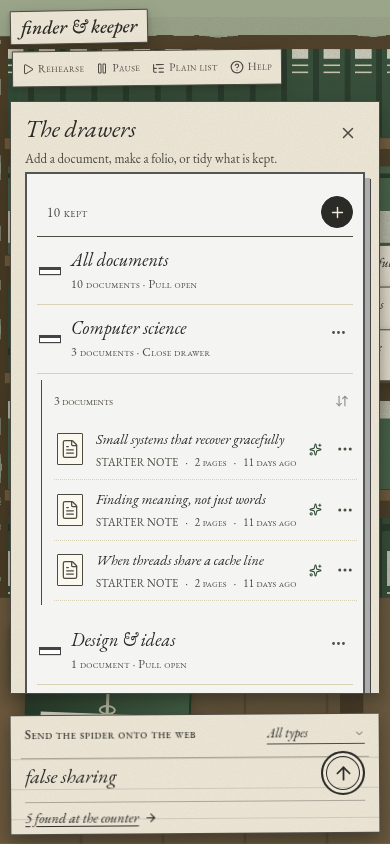 finder & keeper
Rehearse Pause Plain list Help
The drawers
Add a document, make a folio, or tidy what is kept.
10 kept
All documents
10 documents · Pull open
Computer science
3 documents · Close drawer
3 documents
Small systems that recover gracefully
STARTER NOTE · 2 pages · 11 days ago
Finding meaning, not just words
STARTER NOTE · 2 pages · 11 days ago
When threads share a cache line
STARTER NOTE · 2 pages · 11 days ago
Design & ideas
1 document · Pull open
Send the spider onto the web
All types
false sharing
5 found at the counter →